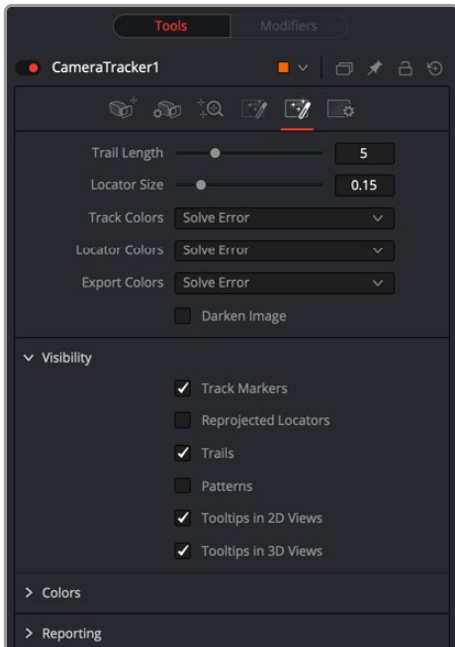 Tools Modifiers
CameraTracker1
Trail Length 5
Locator Size 0.15
Track Colors Solve Error
Locator Colors Solve Error
Export Colors Solve Error
Darken Image
Visibility
Track Markers
Reprojected Locators
Trails
Patterns
Tooltips in 2D Views
Tooltips in 3D Views
Colors
Reporting